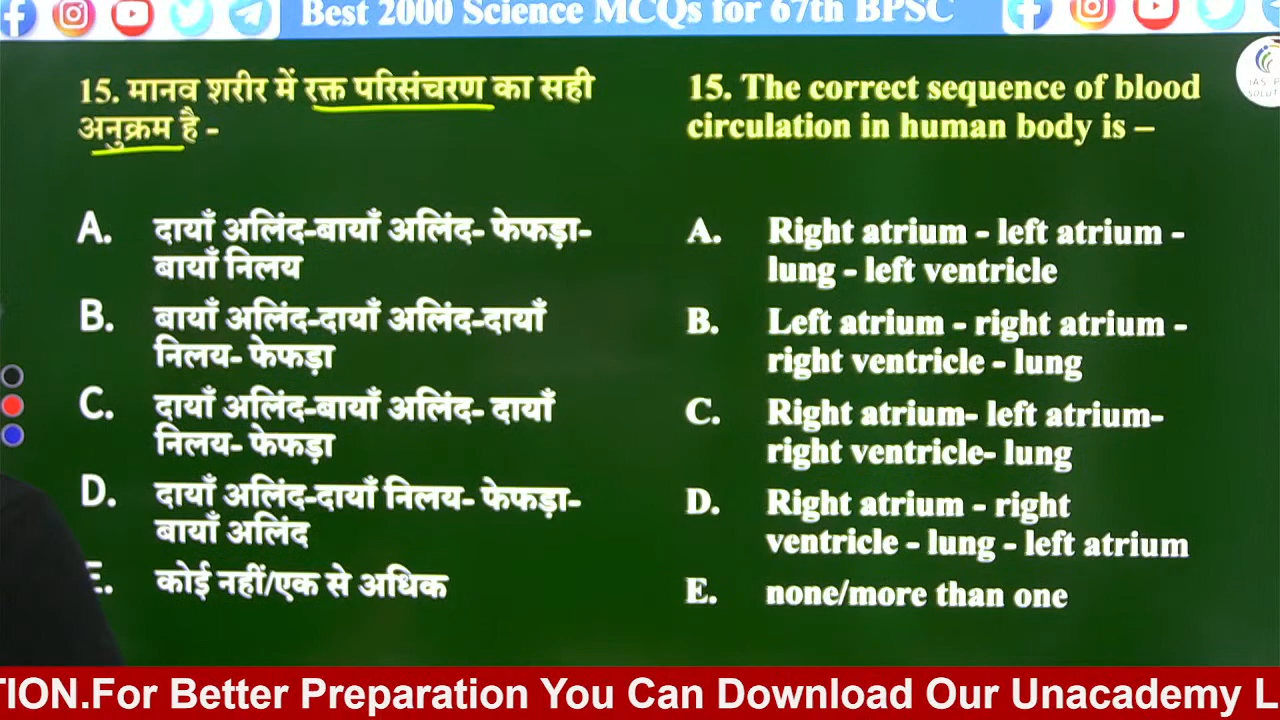 Best 2000 Science MCQs for 67th BPSC
15. मानव शरीर में रक्त परिसंचरण का सही
अनुक्रम है -
A. दायाँ अलिंद-बायाँ अलिंद- फेफड़ा-
बायाँ निलय
B. बायाँ अलिंद-दायाँ अलिंद-दायाँ
निलय- फेफड़ा
C. दायाँ अलिंद-बायाँ अलिंद- दायाँ
निलय- फेफड़ा
D. दायाँ अलिंद-दायाँ निलय- फेफड़ा-
बायाँ अलिंद
E. कोई नहीं/एक से अधिक
15. The correct sequence of blood
circulation in human body is –
A. Right atrium - left atrium -
lung - left ventricle
B. Left atrium - right atrium -
right ventricle - lung
C. Right atrium- left atrium-
right ventricle- lung
D. Right atrium - right
ventricle - lung - left atrium
E. none/more than one
TION.For Better Preparation You Can Download Our Unacademy L